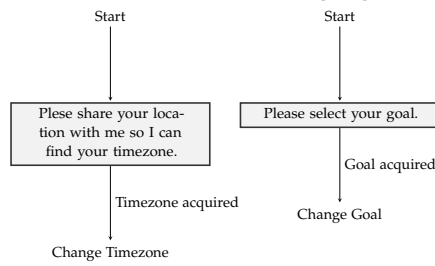 Start
Plese share your loca-
tion with me so I can
find your timezone.
Timezone acquired
Change Timezone
Start
Please select your goal.
Goal acquired
Change Goal